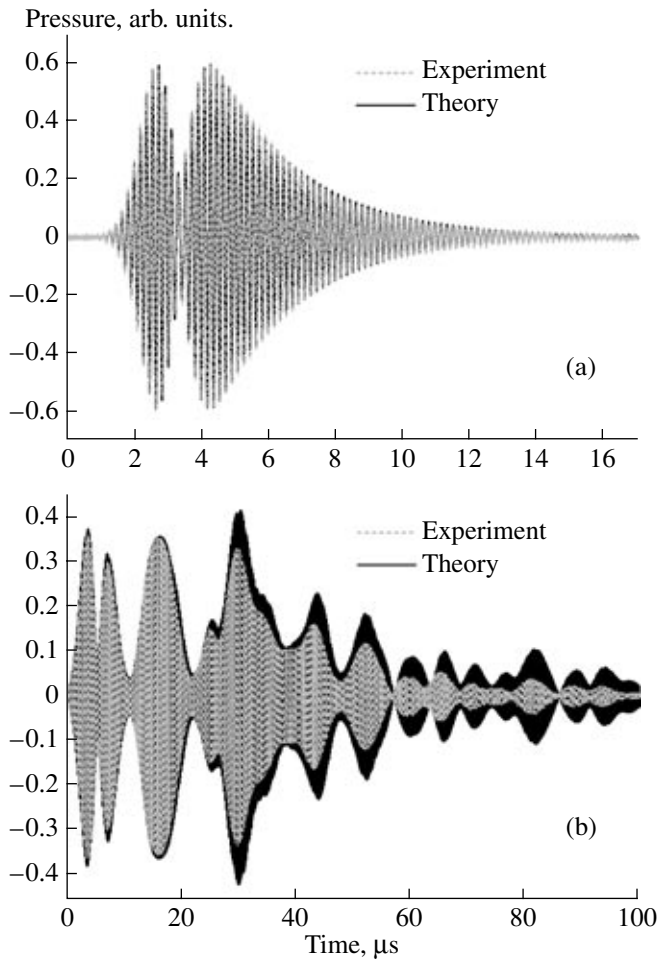 Pressure, arb. units.
0.6
0.4
0.2
0
–0.2
–0.4
–0.6
Experiment
Theory
(a)
0 2 4 6 8 10 12 14 16
0.4
0.3
0.2
0.1
0
–0.1
–0.2
–0.3
–0.4
Experiment
Theory
(b)
0 20 40 60 80 100
Time, μs